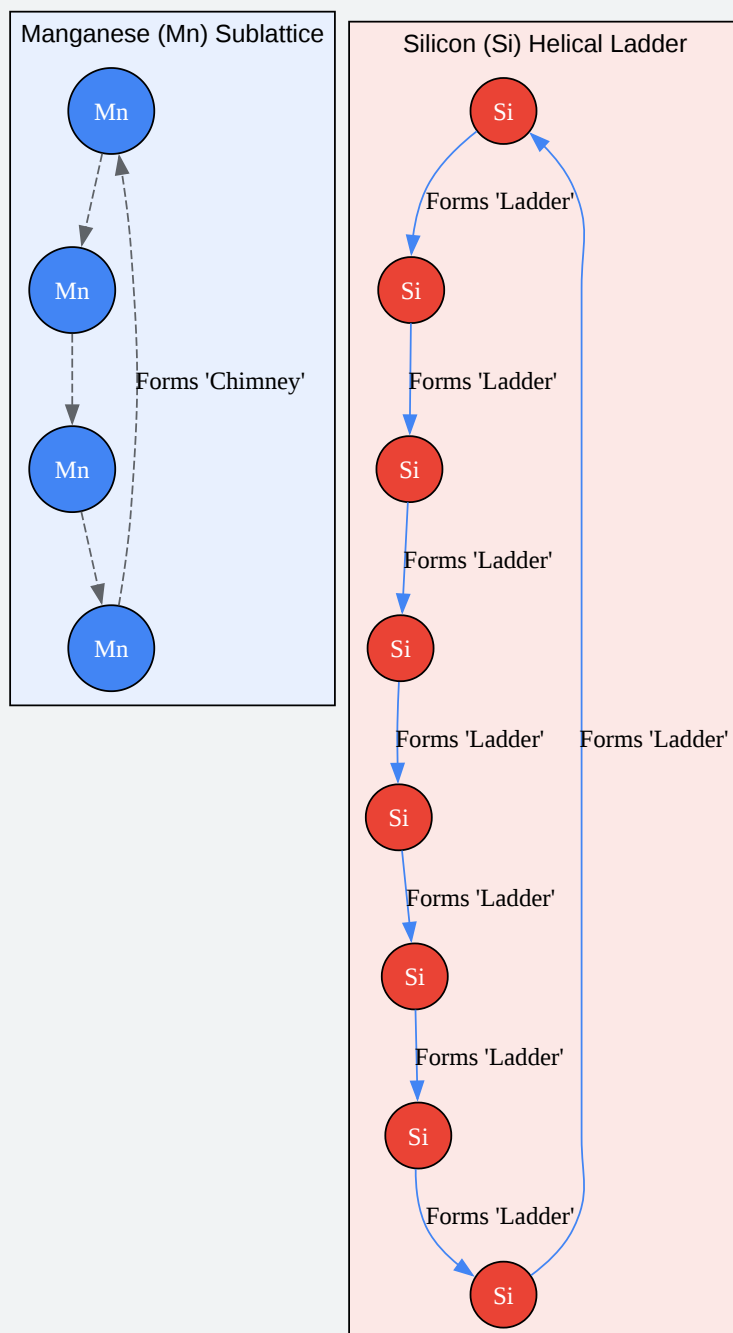 Manganese (Mn) Sublattice
Mn
Mn
Forms 'Chimney'
Mn
Mn
Silicon (Si) Helical Ladder
Si
Forms 'Ladder'
Si
Forms 'Ladder'
Si
Forms 'Ladder'
Si
Forms 'Ladder'
Forms 'Ladder'
Si
Forms 'Ladder'
Si
Forms 'Ladder'
Si
Forms 'Ladder'
Si